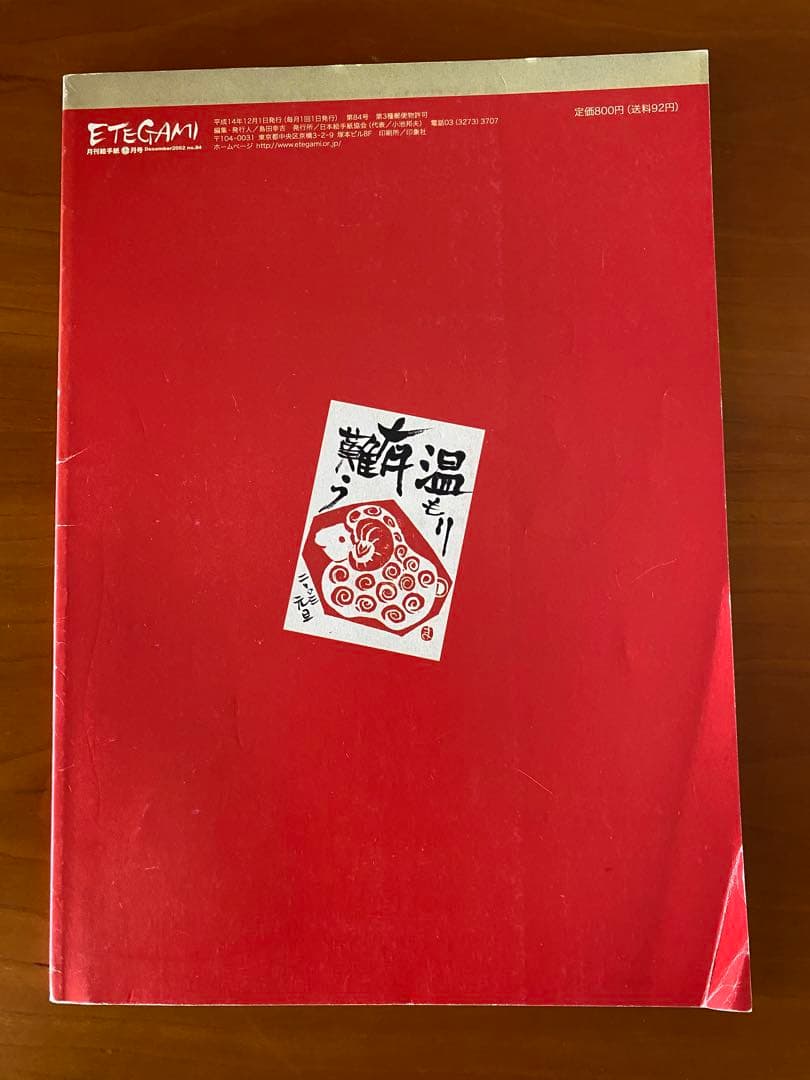 ETEGAMI
月刊絵手紙⓬月号 December2002 no.84
平成14年12月1日発行(毎月1回1日発行) 第84号 第3種郵便物許可
編集・発行人/島田幸吉 発行所/日本絵手紙協会(代表/小池邦夫) 電話03(3273)3707
〒104-0031 東京都中央区京橋3-2-9 塚本ビル8F 印刷所/印象社
ホームページ http://www.etegami.or.jp/
定価800円(送料92円)
温もり
有
難う
二〇〇三
元旦